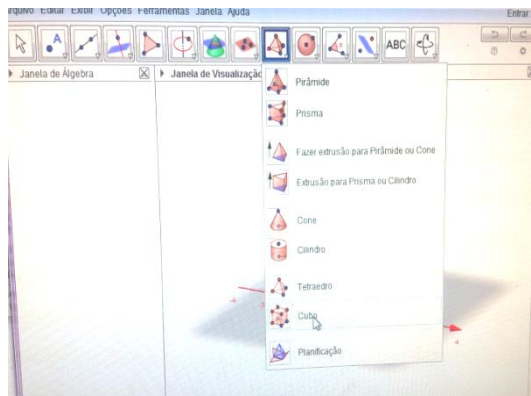 Arquivo Editar Exibir Opções Ferramentas Janela Ajuda
Entrar
A
ABC
Janela de Álgebra
Janela de Visualização
Pirâmide
Prisma
Fazer extrusão para Pirâmide ou Cone
Extrusão para Prisma ou Cilindro
Cone
Cilindro
Tetraedro
Cubo
Planificação